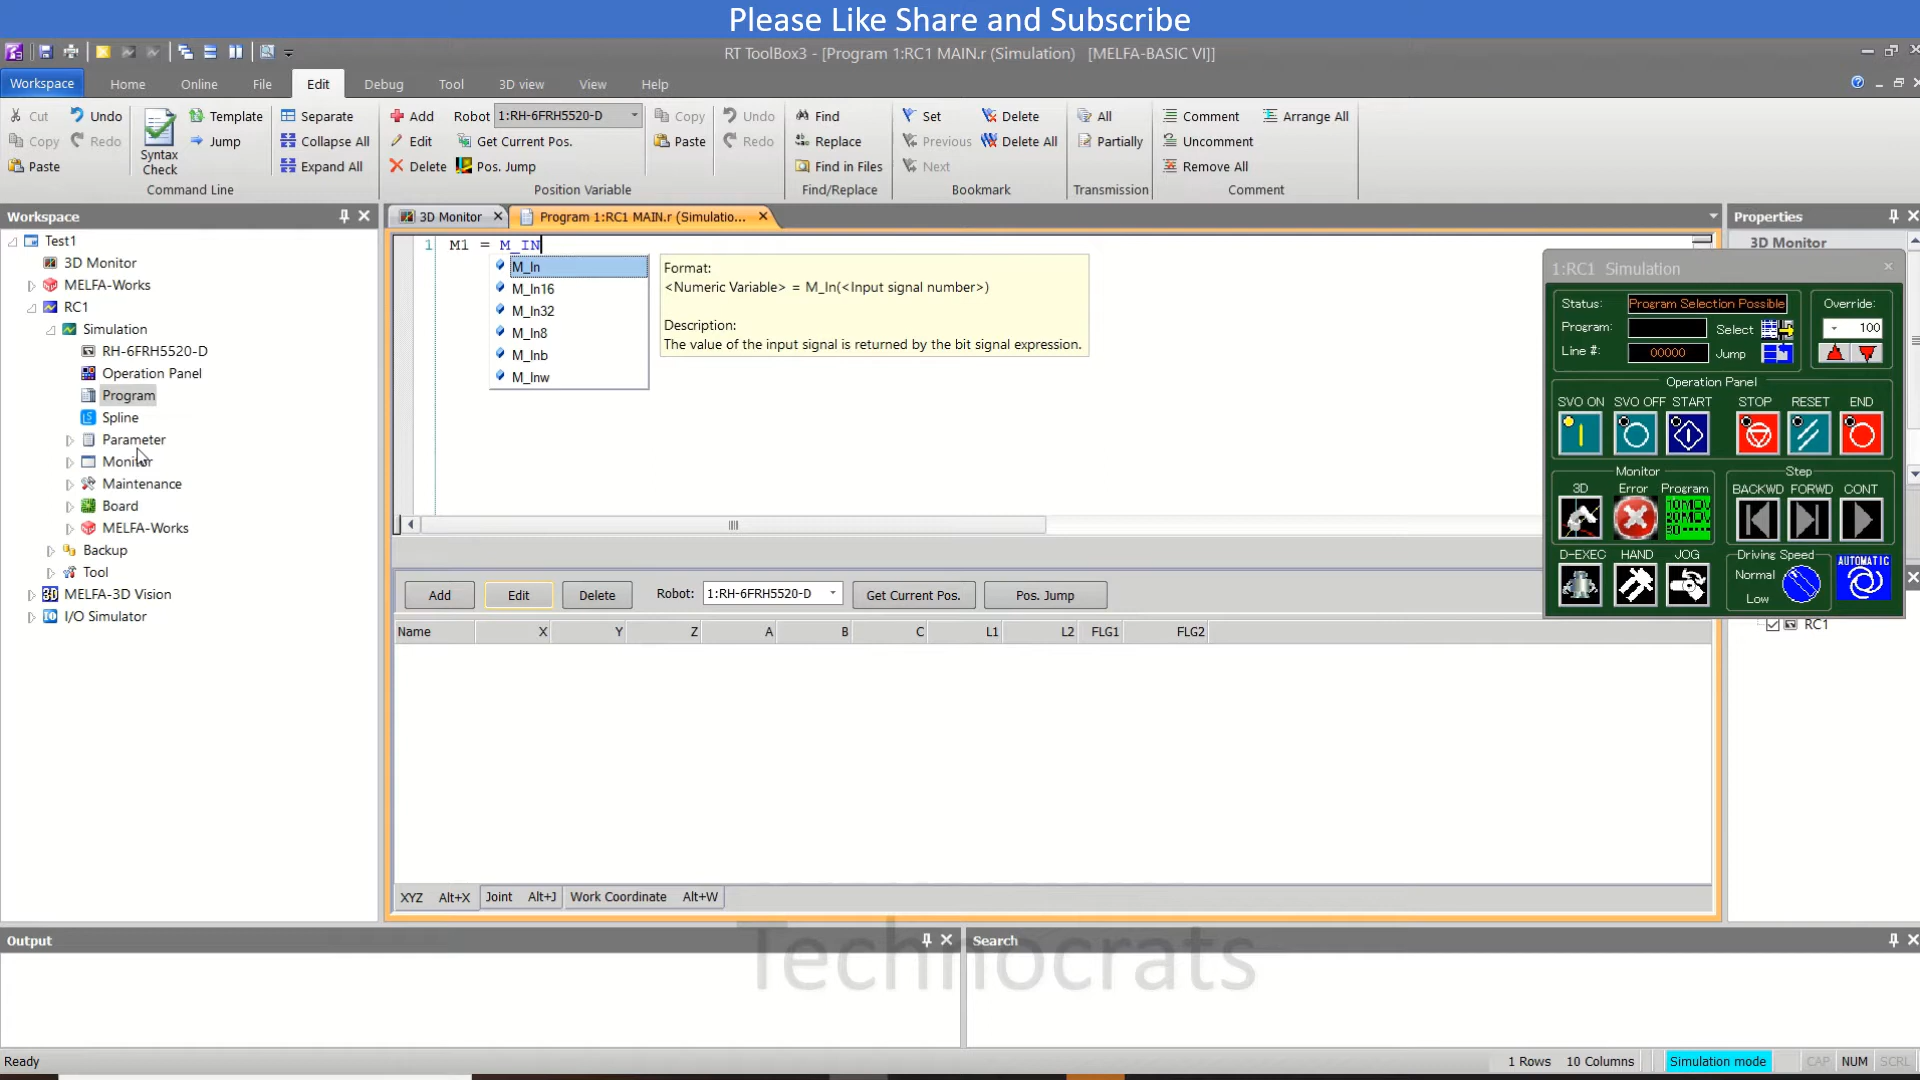 Please Like Share and Subscribe
RT ToolBox3 - [Program 1:RC1 MAIN.r (Simulation) [MELFA-BASIC VI]]
Workspace Home Online File Edit Debug Tool 3D view View Help
Cut Undo Template Separate Add Robot 1:RH-6FRH5520-D Copy Undo Find Set Delete All Comment Arrange All
Copy Redo Jump Collapse All Edit Get Current Pos. Paste Redo Replace Previous Delete All Partially Uncomment
Paste Syntax Check Expand All Delete Pos. Jump Find in Files Next Remove All
Command Line Position Variable Find/Replace Bookmark Transmission Comment
Workspace
Test1
3D Monitor
MELFA-Works
RC1
Simulation
RH-6FRH5520-D
Operation Panel
Program
Spline
Parameter
Monitor
Maintenance
Board
MELFA-Works
Backup
Tool
MELFA-3D Vision
I/O Simulator
3D Monitor Program 1:RC1 MAIN.r (Simulatio...
1 M1 = M_IN
M_In
M_In16
M_In32
M_In8
M_Inb
M_Inw
Format:
<Numeric Variable> = M_In(<Input signal number>)
Description:
The value of the input signal is returned by the bit signal expression.
Add Edit Delete Robot: 1:RH-6FRH5520-D Get Current Pos. Pos. Jump
Name X Y Z A B C L1 L2 FLG1 FLG2
XYZ Alt+X Joint Alt+J Work Coordinate Alt+W
Properties
3D Monitor
1:RC1 Simulation
Status: Program Selection Possible Override:
Program: Select 100
Line #: 00000 Jump
Operation Panel
SVO ON SVO OFF START STOP RESET END
Monitor Step
3D Error Program BACKWD FORWD CONT
D-EXEC HAND JOG Driving Speed AUTOMATIC
Normal
Low
RC1
Output
Search
Technocrats
Ready 1 Rows 10 Columns Simulation mode CAP NUM SCRL